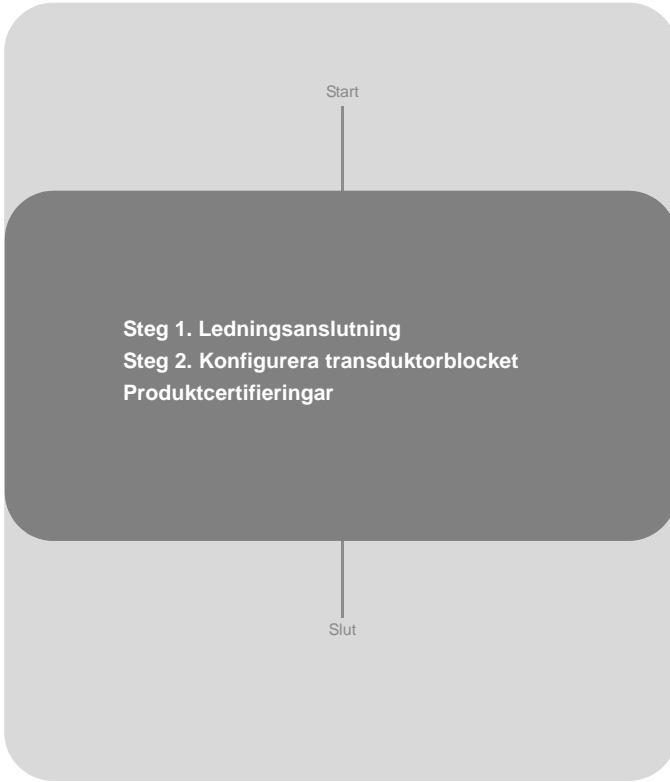 Start
Steg 1. Ledningsanslutning
Steg 2. Konfigurera transduktorblocket
Produktcertifieringar
Slut